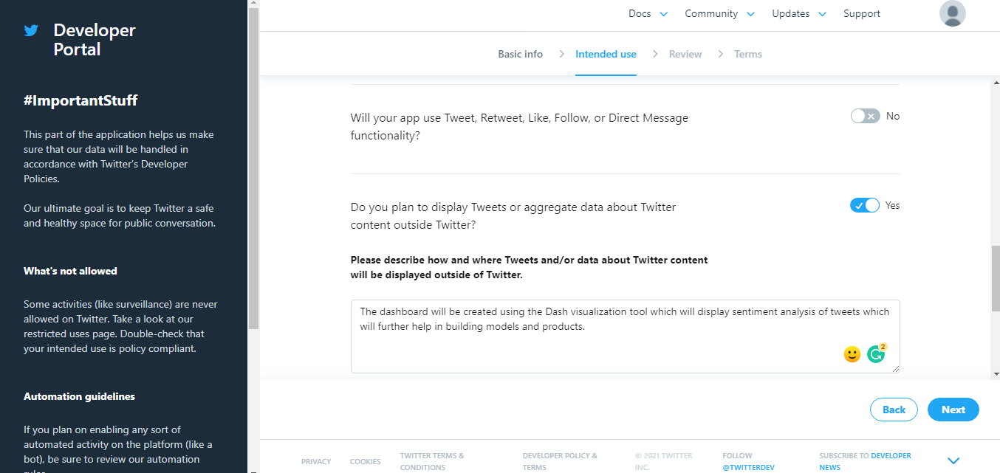 Developer
Portal
#ImportantStuff
This part of the application helps us make
sure that our data will be handled in
accordance with Twitter's Developer
Policies.
Our ultimate goal is to keep Twitter a safe
and healthy space for public conversation.
What's not allowed
Some activities (like surveillance) are never
allowed on Twitter. Take a look at our
restricted uses page. Double-check that
your intended use is policy compliant.
Automation guidelines
If you plan on enabling any sort of
automated activity on the platform (like a
bot), be sure to review our automation
rules.
Docs Community Updates Support
Basic info Intended use Review Terms
Will your app use Tweet, Retweet, Like, Follow, or Direct Message
functionality?
No
Do you plan to display Tweets or aggregate data about Twitter
content outside Twitter?
Yes
Please describe how and where Tweets and/or data about Twitter content
will be displayed outside of Twitter.
The dashboard will be created using the Dash visualization tool which will display sentiment analysis of tweets which
will further help in building models and products.
2
Back Next
PRIVACY
COOKIES
TWITTER TERMS &
CONDITIONS
DEVELOPER POLICY &
TERMS
© 2021 TWITTER
INC.
FOLLOW
@TWITTERDEV
SUBSCRIBE TO DEVELOPER
NEWS